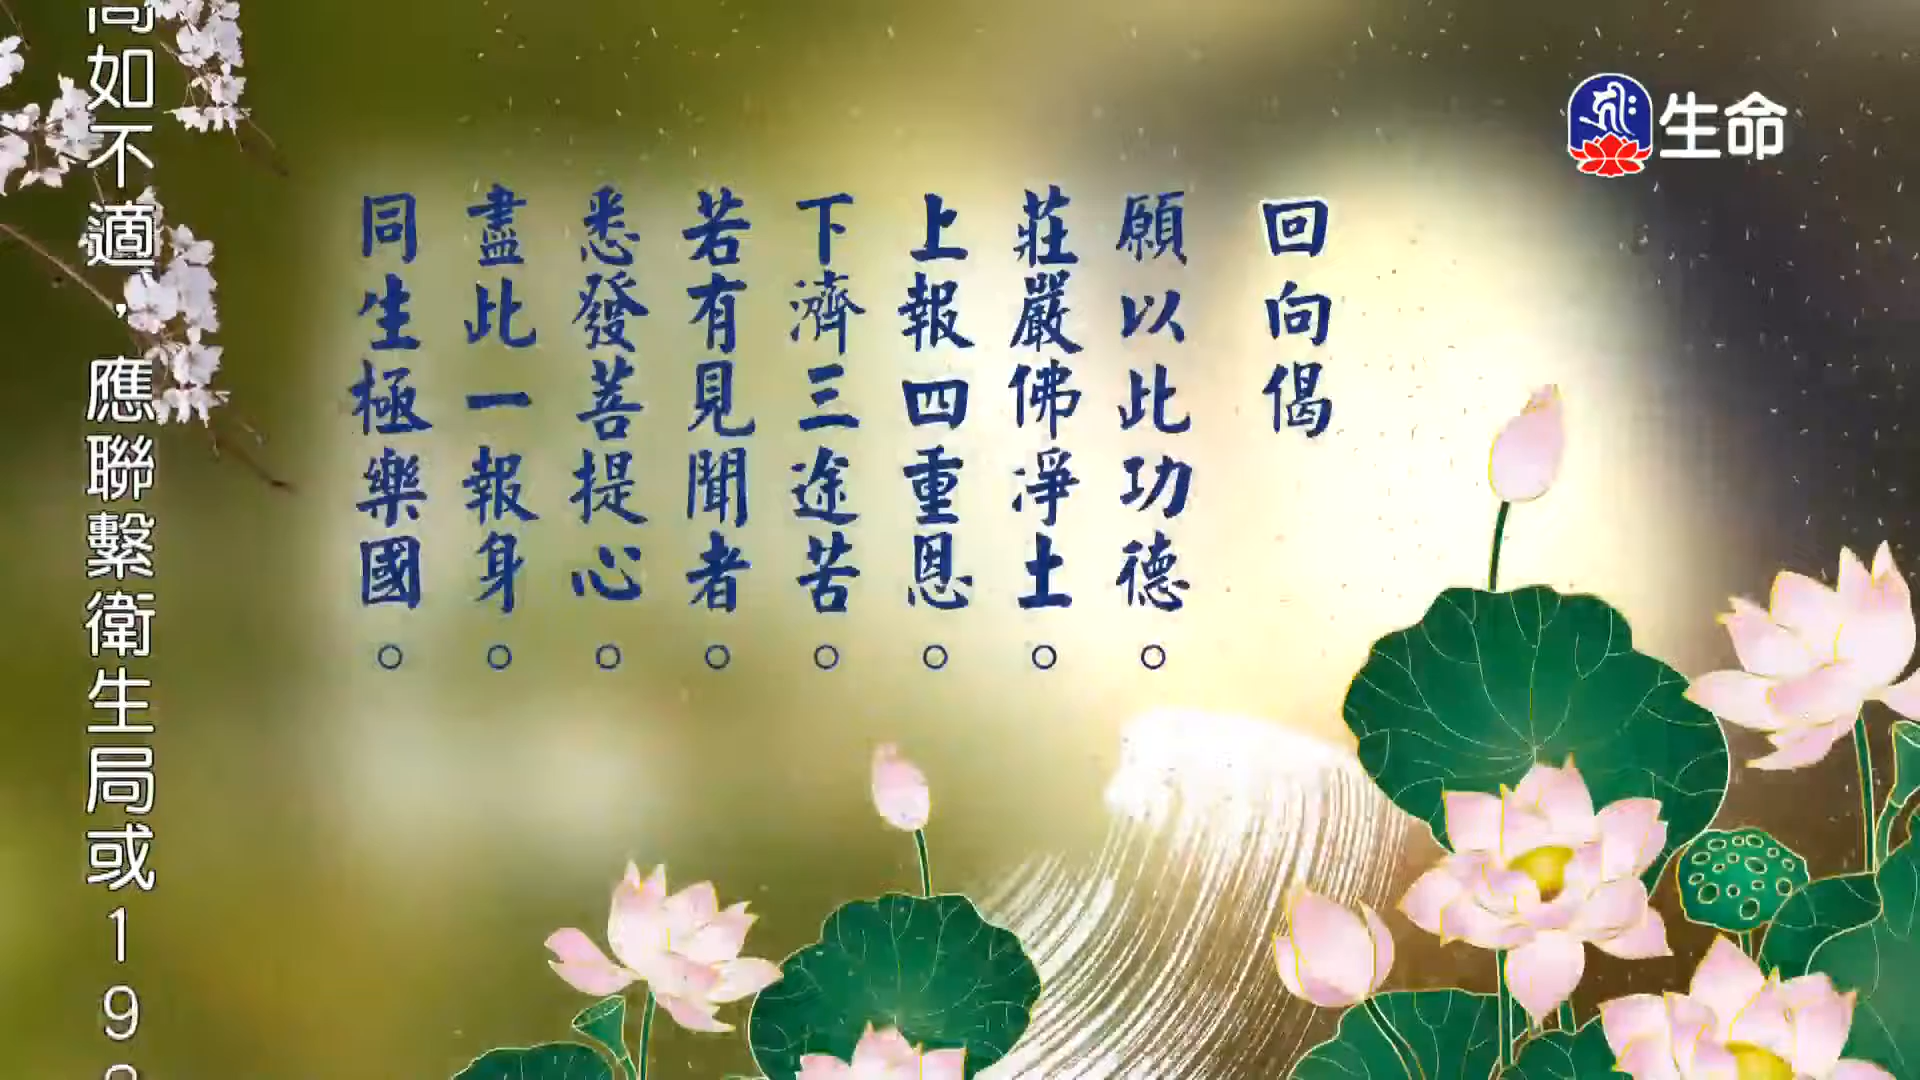 回向偈
願以此功德。
莊嚴佛淨土。
上報四重恩。
下濟三途苦。
若有見聞者。
悉發菩提心。
盡此一報身。
同生極樂國。
生命
如不適，應聯繫衛生局或19